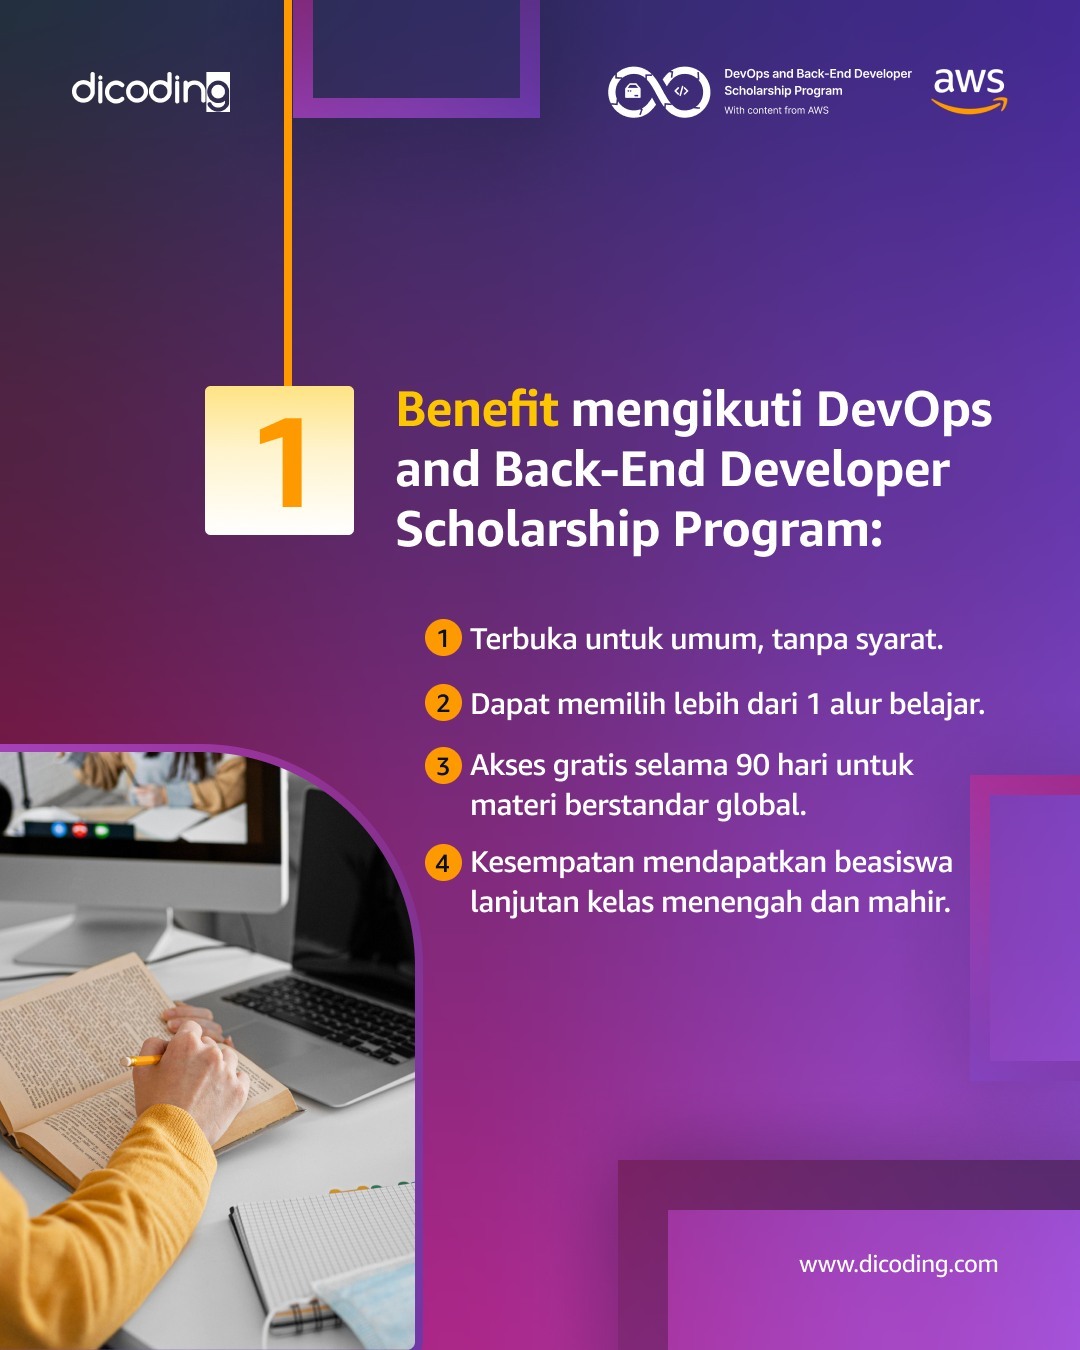 dicoding
DevOps and Back-End Developer
Scholarship Program
With content from AWS
aws
1
Benefit mengikuti DevOps
and Back-End Developer
Scholarship Program:
1 Terbuka untuk umum, tanpa syarat.
2 Dapat memilih lebih dari 1 alur belajar.
3 Akses gratis selama 90 hari untuk
materi berstandar global.
4 Kesempatan mendapatkan beasiswa
lanjutan kelas menengah dan mahir.
www.dicoding.com